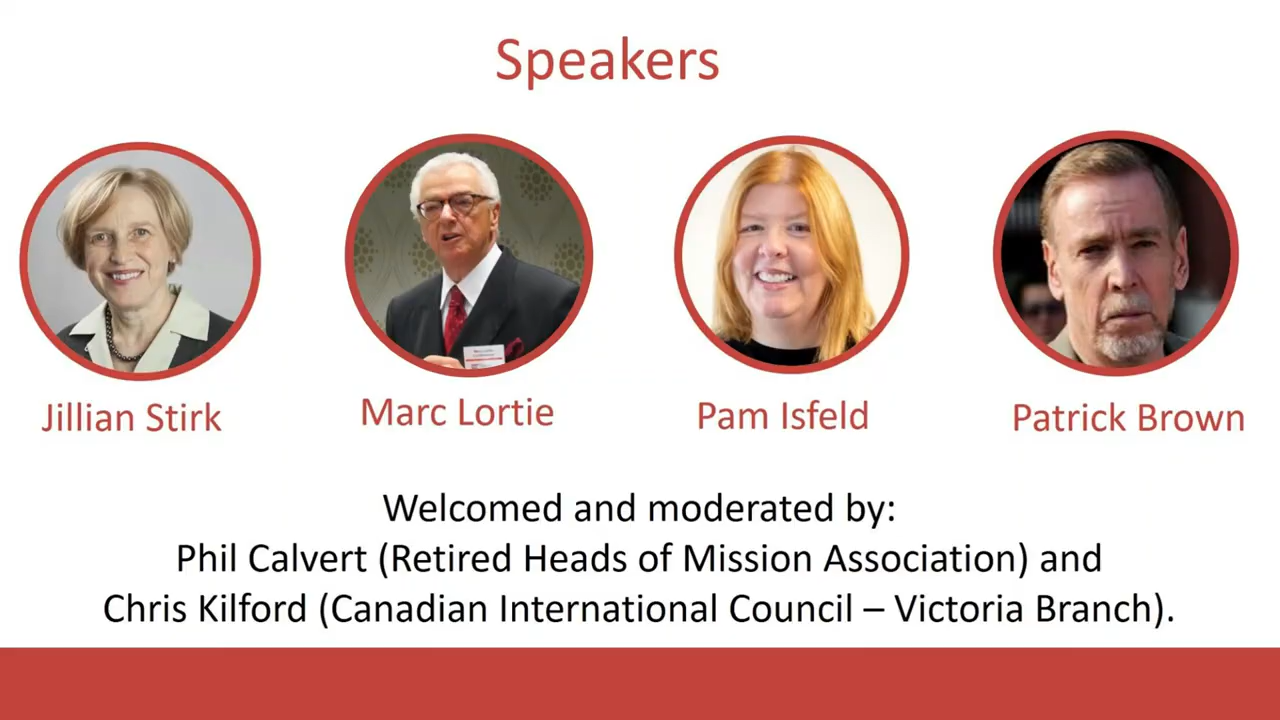 Speakers
Jillian Stirk
Marc Lortie
Pam Isfeld
Patrick Brown
Welcomed and moderated by:
Phil Calvert (Retired Heads of Mission Association) and
Chris Kilford (Canadian International Council – Victoria Branch).